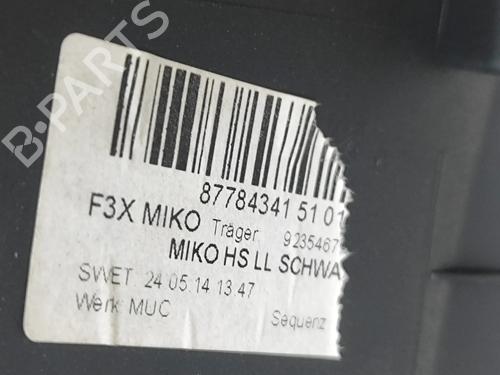 B-PARTS
87784341 51 01
F3X MIKO Träger 9235467
MIKO HS LL SCHWA
SWET 24.05.14 13:47
Werk: MUC Sequenz